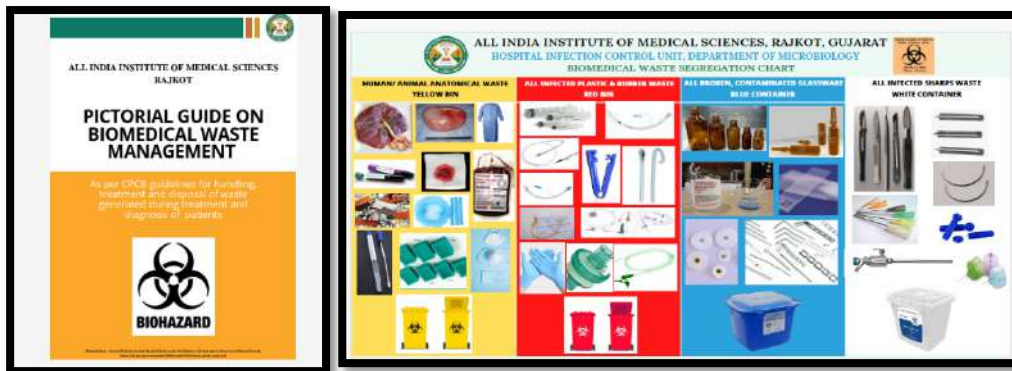 ALL INDIA INSTITUTE OF MEDICAL SCIENCES
RAJKOT
PICTORIAL GUIDE ON
BIOMEDICAL WASTE
MANAGEMENT
As per CPCB guidelines for handling,
treatment and disposal of waste
generated during treatment and
diagnosis of patients
BIOHAZARD
ALL INDIA INSTITUTE OF MEDICAL SCIENCES, RAJKOT, GUJARAT
HOSPITAL INFECTION CONTROL UNIT, DEPARTMENT OF MICROBIOLOGY
BIOMEDICAL WASTE SEGREGATION CHART
HUMAN/ ANIMAL ANATOMICAL WASTE
YELLOW BIN
ALL INFECTED PLASTIC & RUBBER WASTE
RED BIN
ALL BROKEN, CONTAMINATED GLASSWARE
BLUE CONTAINER
ALL INFECTED SHARPS WASTE
WHITE CONTAINER